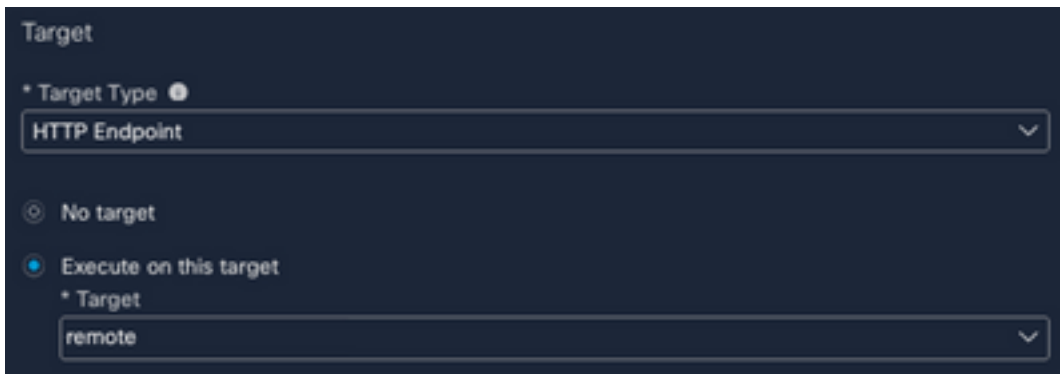 Target
* Target Type
HTTP Endpoint
No target
Execute on this target
* Target
remote